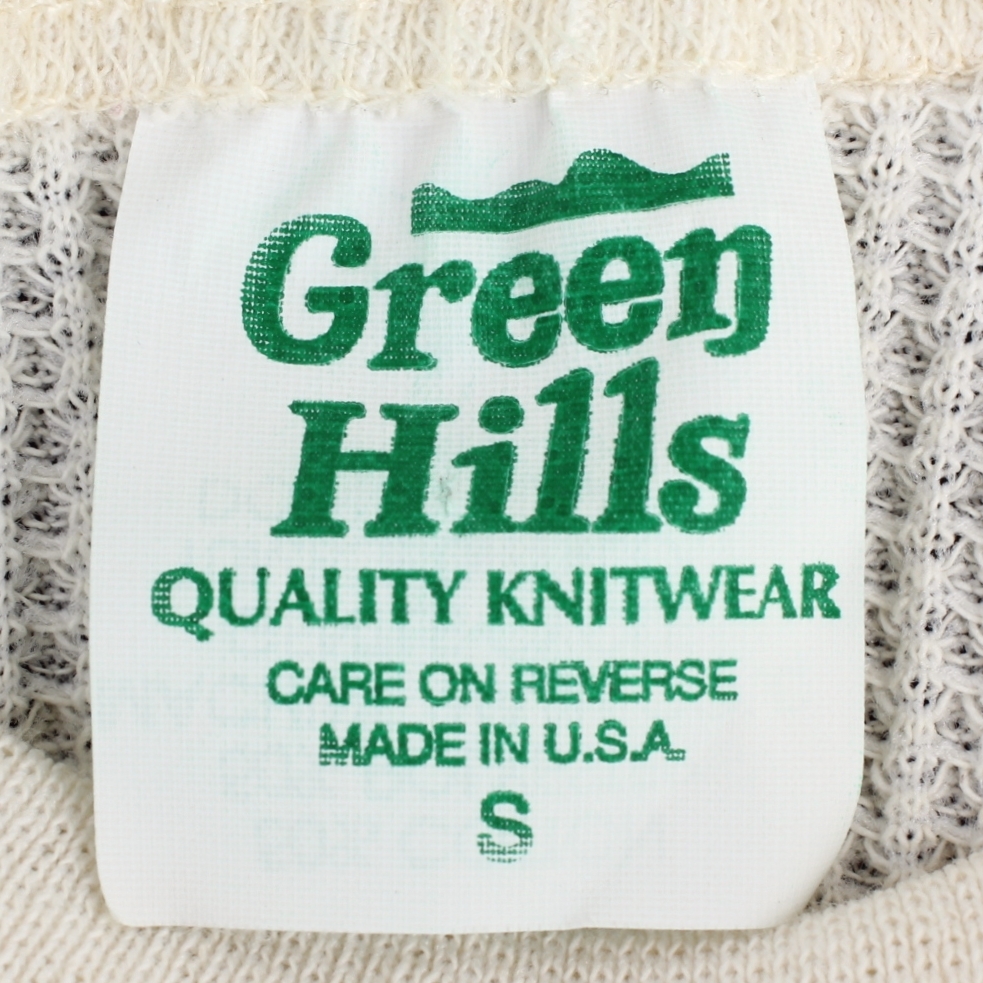 Green
Hills
QUALITY KNITWEAR
CARE ON REVERSE
MADE IN U.S.A.
S